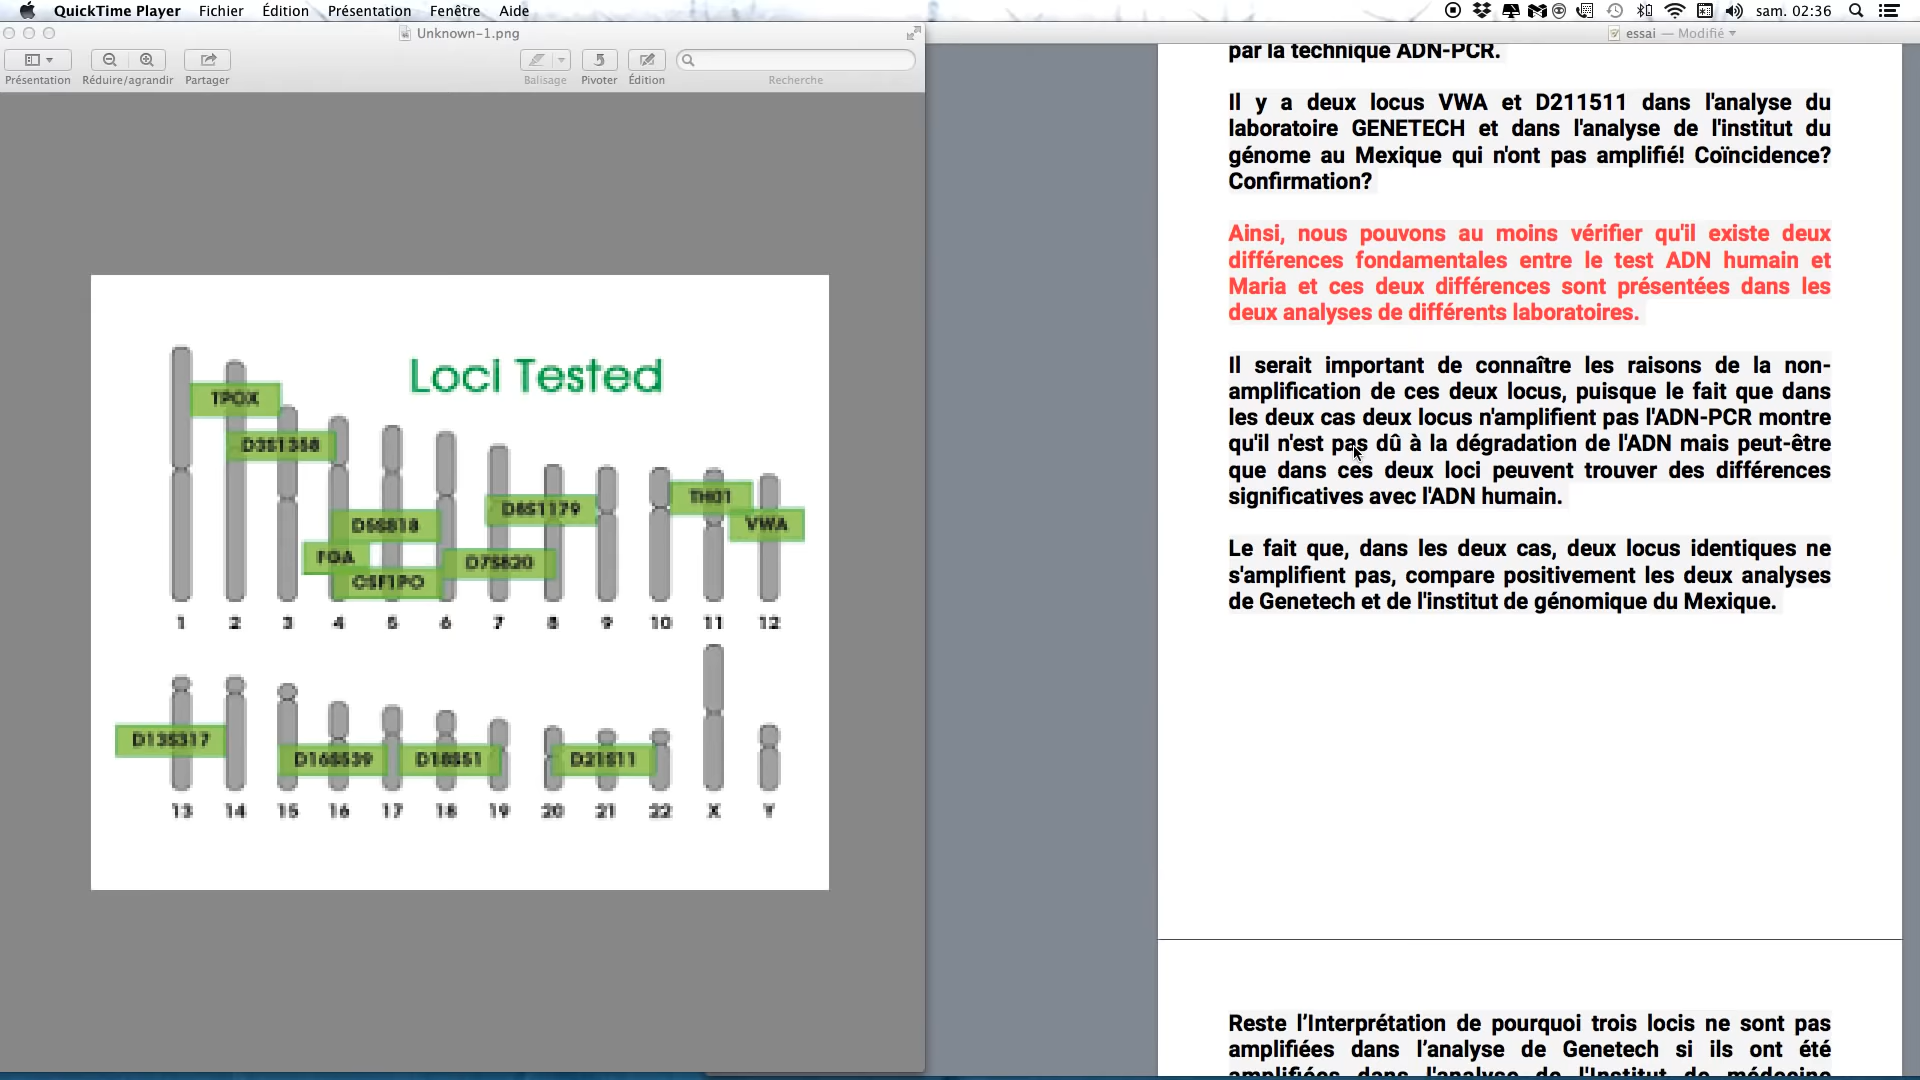 QuickTime Player Fichier Édition Présentation Fenêtre Aide
sam. 02:36
Unknown-1.png
essai — Modifié
Présentation Réduire/agrandir Partager Balisage Pivoter Édition Recherche
Recherche
Loci Tested
TPOX
D3S1358
D8S1179
TH01
VWA
D5S818
FGA
D7S820
CSF1PO
1 2 3 4 5 6 7 8 9 10 11 12
D13S317
D16S539
D18S51
D21S11
13 14 15 16 17 18 19 20 21 22 X Y
par la technique ADN-PCR.
Il y a deux locus VWA et D211511 dans l'analyse du
laboratoire GENETECH et dans l'analyse de l'institut du
génome au Mexique qui n'ont pas amplifié! Coïncidence?
Confirmation?
Ainsi, nous pouvons au moins vérifier qu'il existe deux
différences fondamentales entre le test ADN humain et
Maria et ces deux différences sont présentées dans les
deux analyses de différents laboratoires.
Il serait important de connaître les raisons de la non-
amplification de ces deux locus, puisque le fait que dans
les deux cas deux locus n'amplifient pas l'ADN-PCR montre
qu'il n'est pas dû à la dégradation de l'ADN mais peut-être
que dans ces deux loci peuvent trouver des différences
significatives avec l'ADN humain.
Le fait que, dans les deux cas, deux locus identiques ne
s'amplifient pas, compare positivement les deux analyses
de Genetech et de l'institut de génomique du Mexique.
Reste l’Interprétation de pourquoi trois locis ne sont pas
amplifiées dans l’analyse de Genetech si ils ont été
amplifiées dans l'analyse de l'Institut de médecine